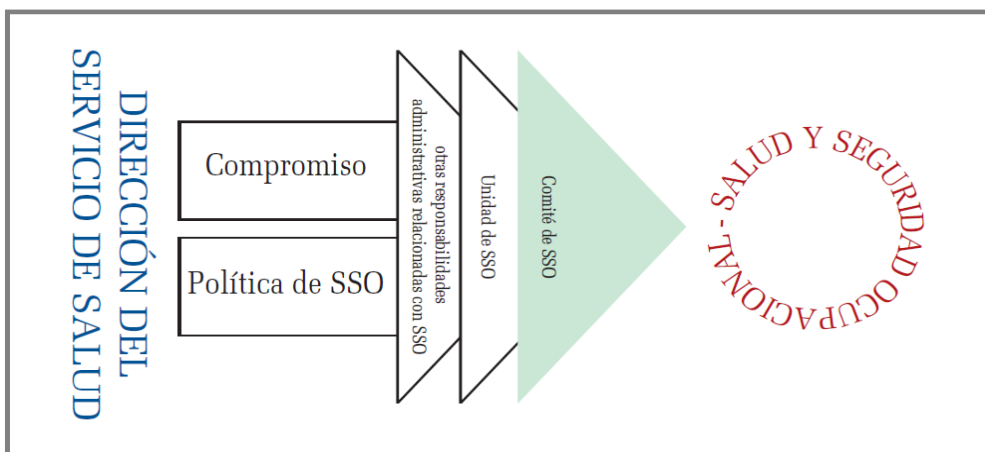 DIRECCIÓN DEL
SERVICIO DE SALUD
Compromiso
Política de SSO
otras responsabilidades
administrativas relacionadas con SSO
Unidad de SSO
Comité de SSO
SALUD Y SEGURIDAD OCUPACIONAL -